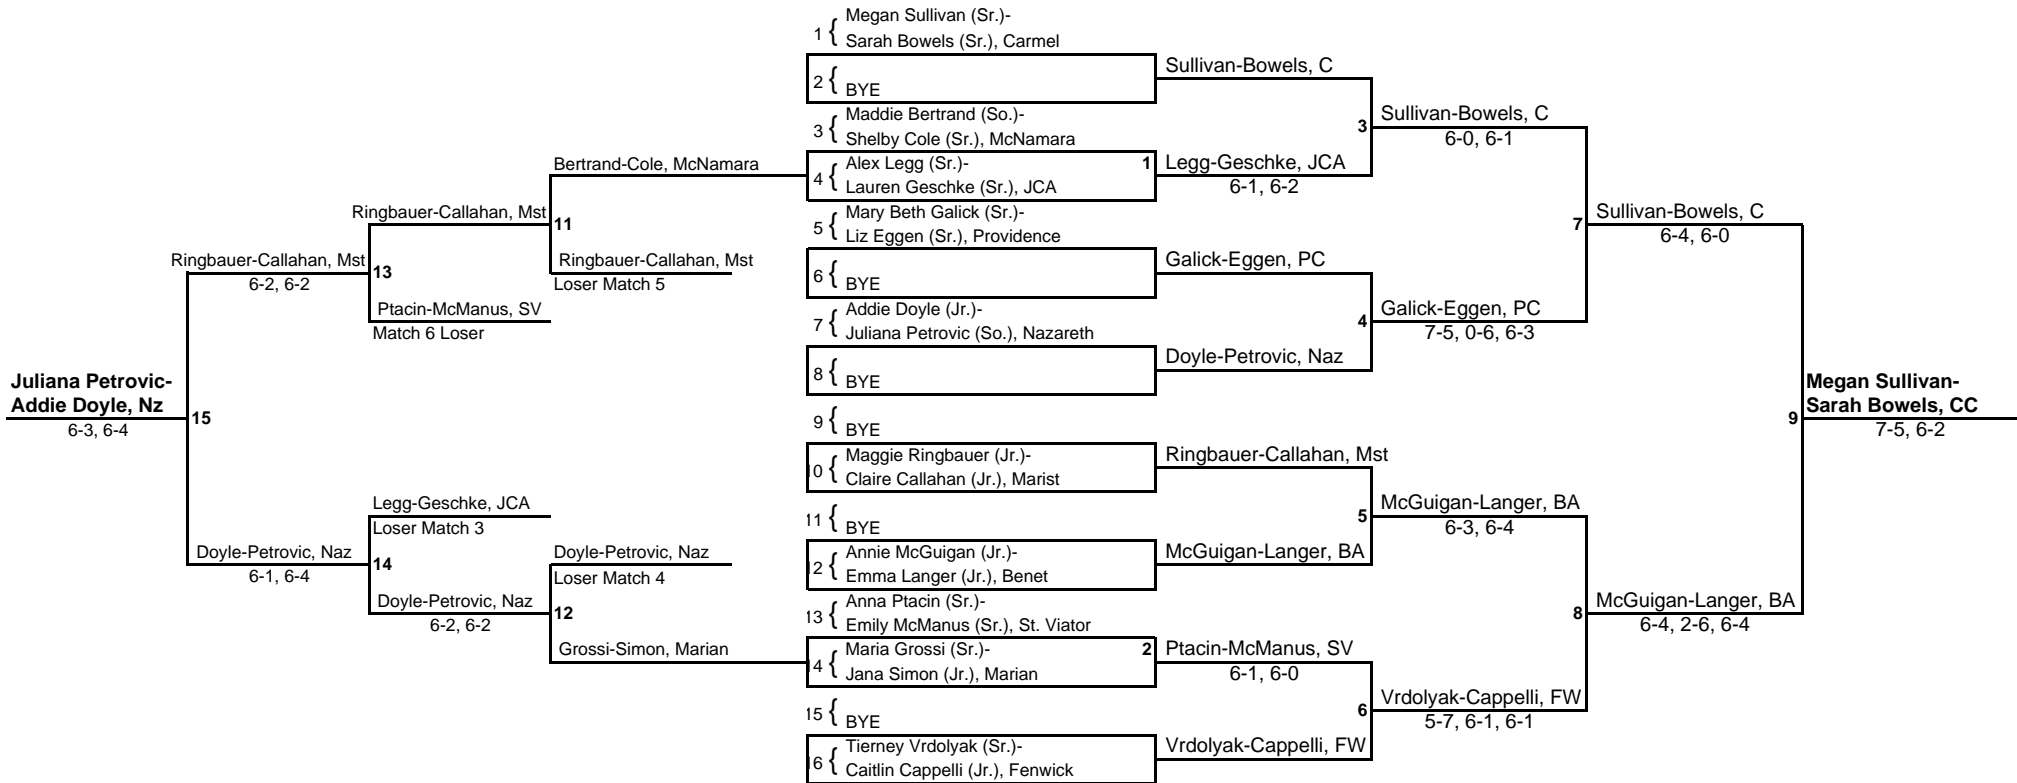 Megan Sullivan (Sr.)-
1 { Sarah Bowels (Sr.), Carmel
2 { BYE
Maddie Bertrand (So.)-
3 { Shelby Cole (Sr.), McNamara
Alex Legg (Sr.)-
4 { Lauren Geschke (Sr.), JCA
1
Mary Beth Galick (Sr.)-
5 { Liz Eggen (Sr.), Providence
6 { BYE
Addie Doyle (Jr.)-
7 { Juliana Petrovic (So.), Nazareth
8 { BYE
9 { BYE
Maggie Ringbauer (Jr.)-
10 { Claire Callahan (Jr.), Marist
11 { BYE
Annie McGuigan (Jr.)-
12 { Emma Langer (Jr.), Benet
Anna Ptacin (Sr.)-
13 { Emily McManus (Sr.), St. Viator
Maria Grossi (Sr.)-
14 { Jana Simon (Jr.), Marian
2
15 { BYE
Tierney Vrdolyak (Sr.)-
16 { Caitlin Cappelli (Jr.), Fenwick
Sullivan-Bowels, C
3
Legg-Geschke, JCA
6-1, 6-2
Galick-Eggen, PC
4
Doyle-Petrovic, Naz
Ringbauer-Callahan, Mst
5
McGuigan-Langer, BA
Ptacin-McManus, SV
6-1, 6-0
6
Vrdolyak-Cappelli, FW
Sullivan-Bowels, C
6-0, 6-1
7
Galick-Eggen, PC
7-5, 0-6, 6-3
McGuigan-Langer, BA
6-3, 6-4
8
Vrdolyak-Cappelli, FW
5-7, 6-1, 6-1
Sullivan-Bowels, C
6-4, 6-0
9
McGuigan-Langer, BA
6-4, 2-6, 6-4
Megan Sullivan-
Sarah Bowels, CC
7-5, 6-2
Bertrand-Cole, McNamara
11
Ringbauer-Callahan, Mst
Loser Match 5
Ringbauer-Callahan, Mst
13
Ptacin-McManus, SV
Match 6 Loser
Ringbauer-Callahan, Mst
6-2, 6-2
Juliana Petrovic-
Addie Doyle, Nz
6-3, 6-4
15
Legg-Geschke, JCA
Loser Match 3
14
Doyle-Petrovic, Naz
6-1, 6-4
Doyle-Petrovic, Naz
Loser Match 4
12
Doyle-Petrovic, Naz
6-2, 6-2
Grossi-Simon, Marian